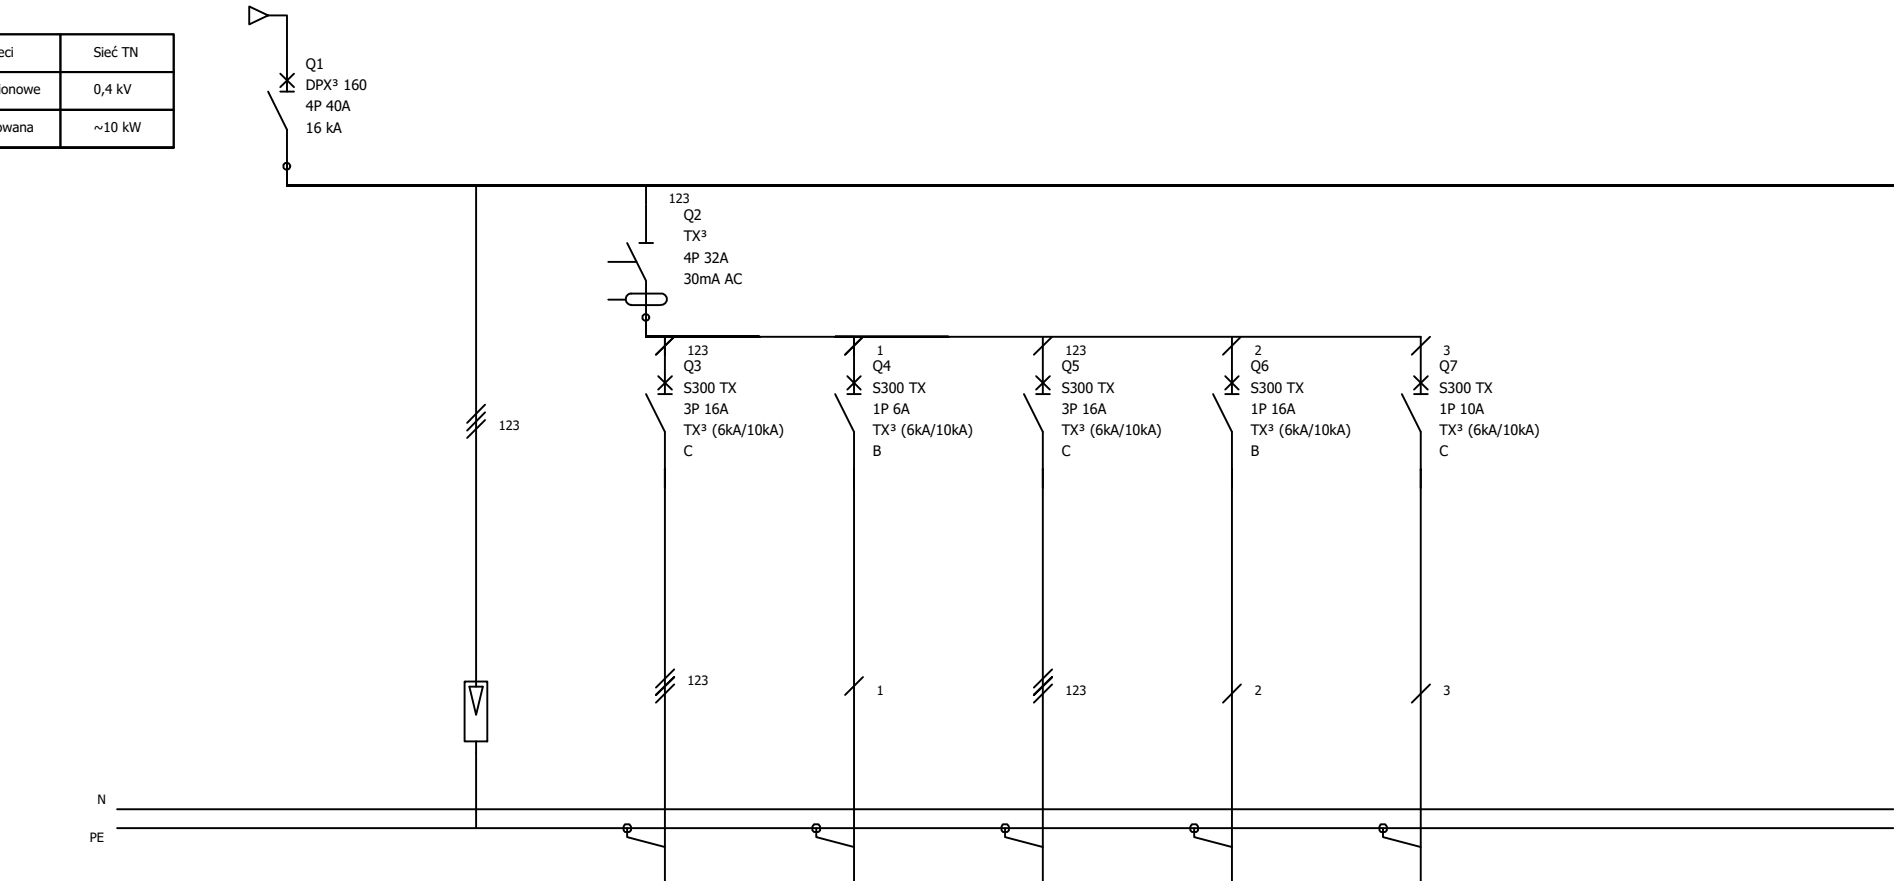 eci Sieć TN
ionowe 0,4 kV
owana ~10 kW
Q1
DPX³ 160
4P 40A
16 kA
123
Q2
TX³
4P 32A
30mA AC
123
Q3
S300 TX
3P 16A
TX³ (6kA/10kA)
C
1
Q4
S300 TX
1P 6A
TX³ (6kA/10kA)
B
123
Q5
S300 TX
3P 16A
TX³ (6kA/10kA)
C
2
Q6
S300 TX
1P 16A
TX³ (6kA/10kA)
B
3
Q7
S300 TX
1P 10A
TX³ (6kA/10kA)
C
123
123
1
123
2
3
N
PE